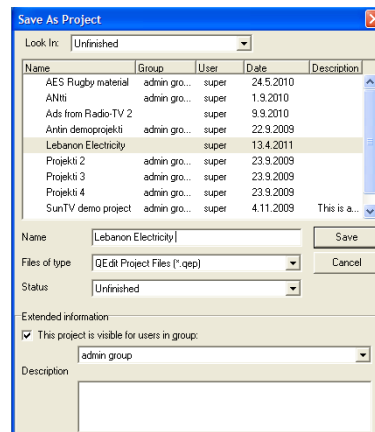 Save As Project
Look In: Unfinished
Name Group User Date Description
AES Rugby material admin gro... super 24.5.2010
ANtti admin gro... super 1.9.2010
Ads from Radio-TV 2 super 9.9.2010
Antin demoprojekti admin gro... super 22.9.2009
Lebanon Electricity super 13.4.2011
Projekti 2 admin gro... super 23.9.2009
Projekti 3 admin gro... super 23.9.2009
Projekti 4 admin gro... super 23.9.2009
SunTV demo project admin gro... super 4.11.2009 This is a...
Name Lebanon Electricity Save
Files of type QEdit Project Files (*.qep) Cancel
Status Unfinished
Extended information
This project is visible for users in group:
admin group
Description